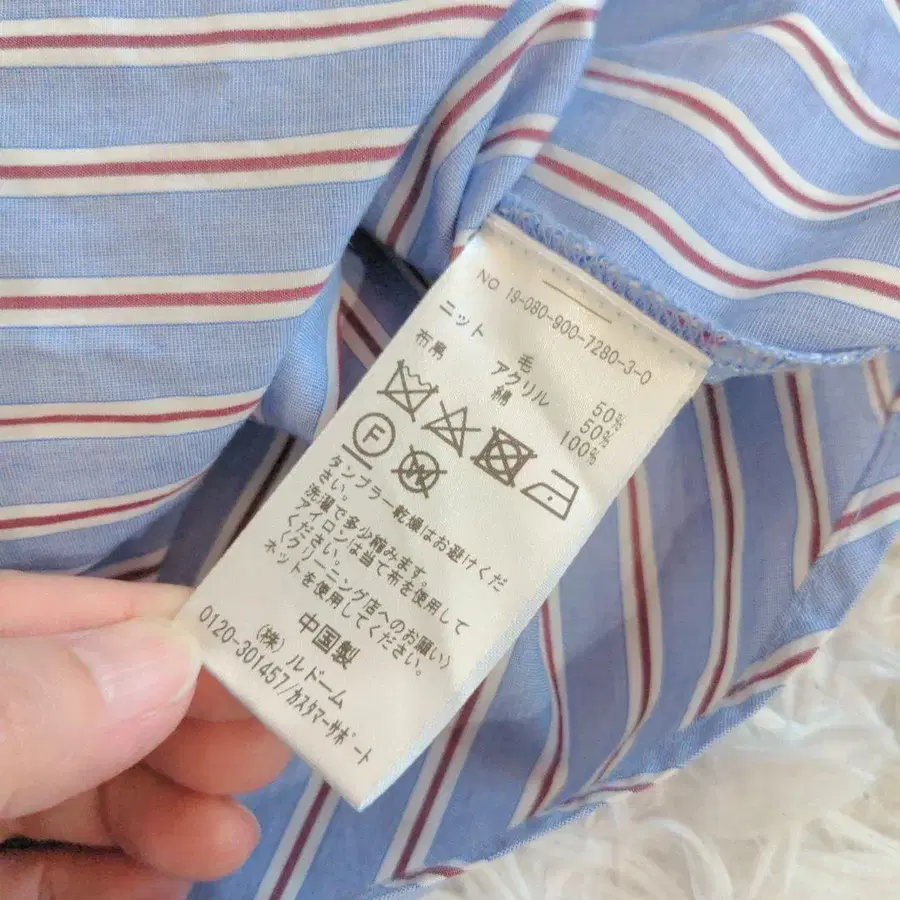 NO 19-080-900-7280-3-0
ニット 毛 50%
アクリル 50%
布帛 綿 100%
F
W
タンブラー乾燥はお避けくだ
さい。
洗濯で多少縮みます。
アイロンは当て布を使用して
ください。
(クリーニング店へのお願い)
ネットを使用してください。
中国製
(株)ルドーム
0120-301457/カスタマーサポート